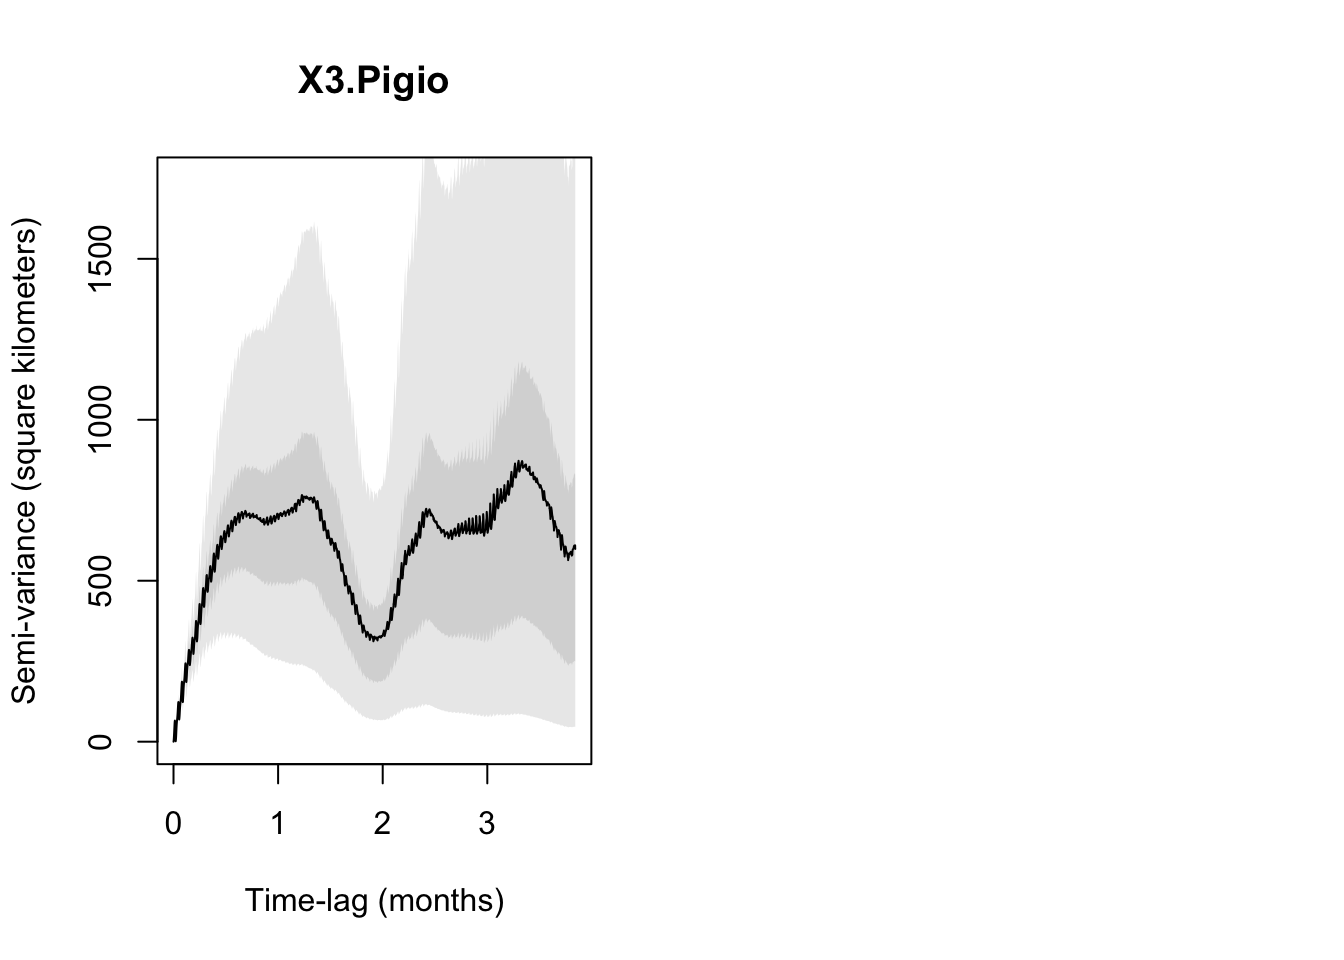 X3.Pigio
Semi-variance (square kilometers)
1500
1000
500
0
0 1 2 3
Time-lag (months)